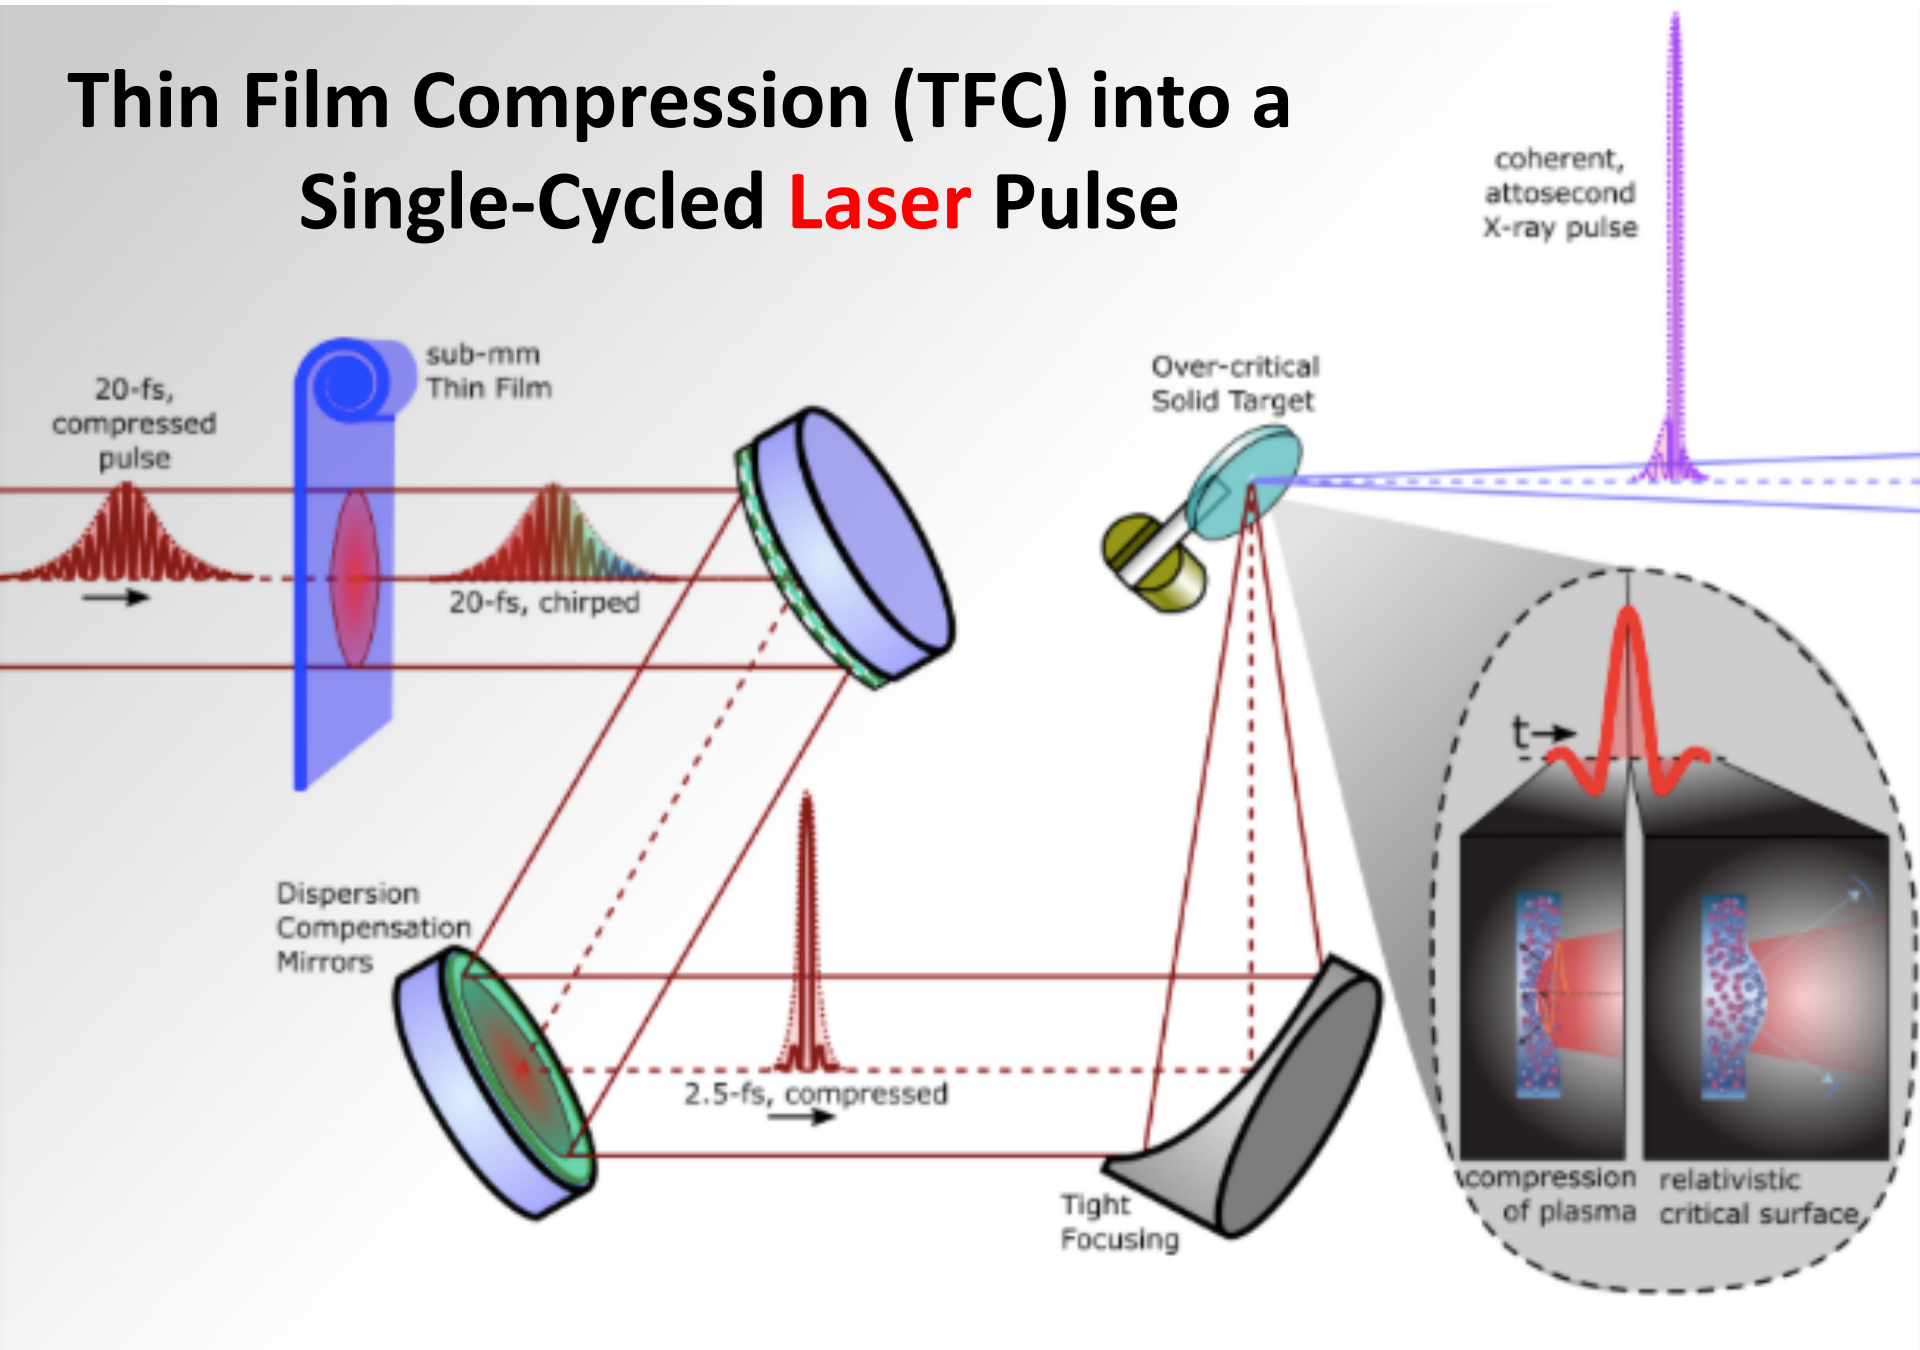 Thin Film Compression (TFC) into a
Single-Cycled Laser Pulse
coherent,
attosecond
X-ray pulse
20-fs,
compressed
pulse
sub-mm
Thin Film
20-fs, chirped
Over-critical
Solid Target
t
Dispersion
Compensation
Mirrors
2.5-fs, compressed
Tight
Focusing
compression
of plasma
relativistic
critical surface